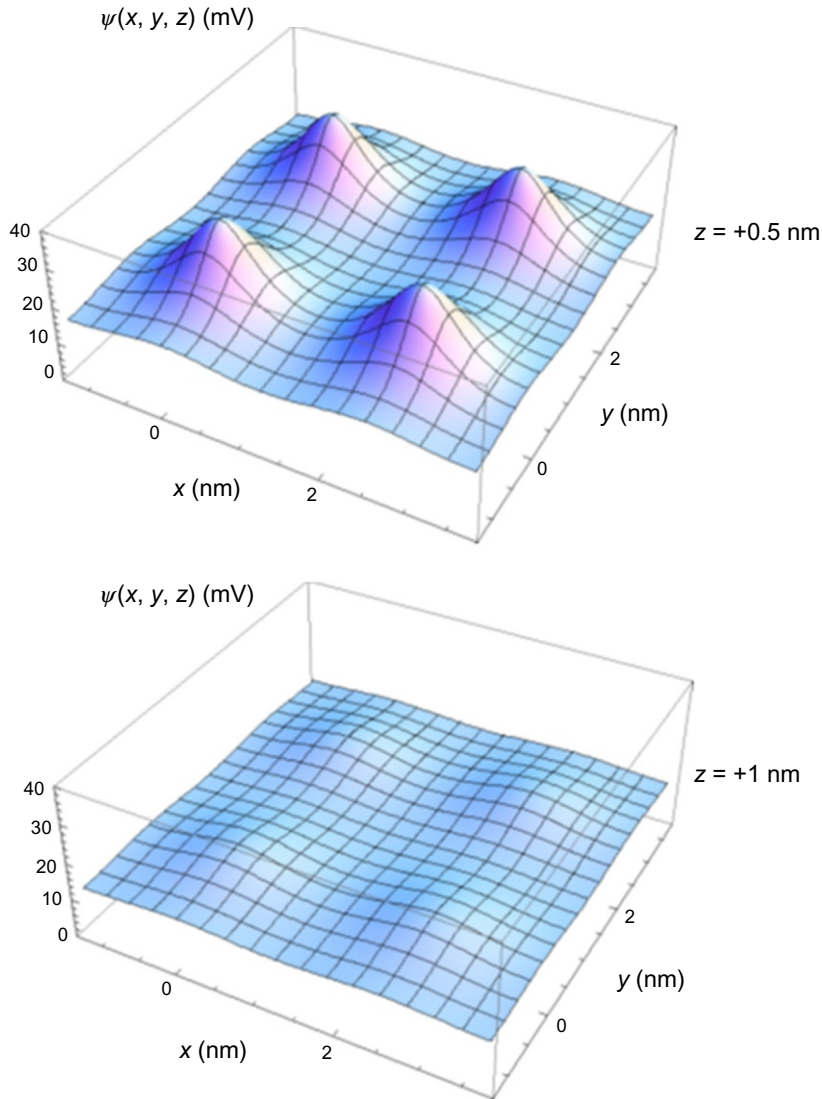 ψ(x, y, z) (mV)
40
30
20
10
0
z = +0.5 nm
2
y (nm)
0
0
x (nm)
2
ψ(x, y, z) (mV)
40
30
20
10
0
z = +1 nm
2
y (nm)
0
0
x (nm)
2